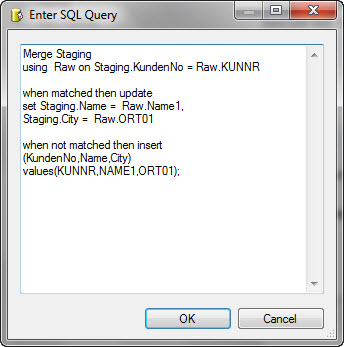 Enter SQL Query
Merge Staging
using  Raw on Staging.KundenNo = Raw.KUNNR
when matched then update
set Staging.Name =  Raw.Name1,
Staging.City =  Raw.ORT01
when not matched then insert
(KundenNo,Name,City)
values(KUNNR,NAME1,ORT01);
OK
Cancel